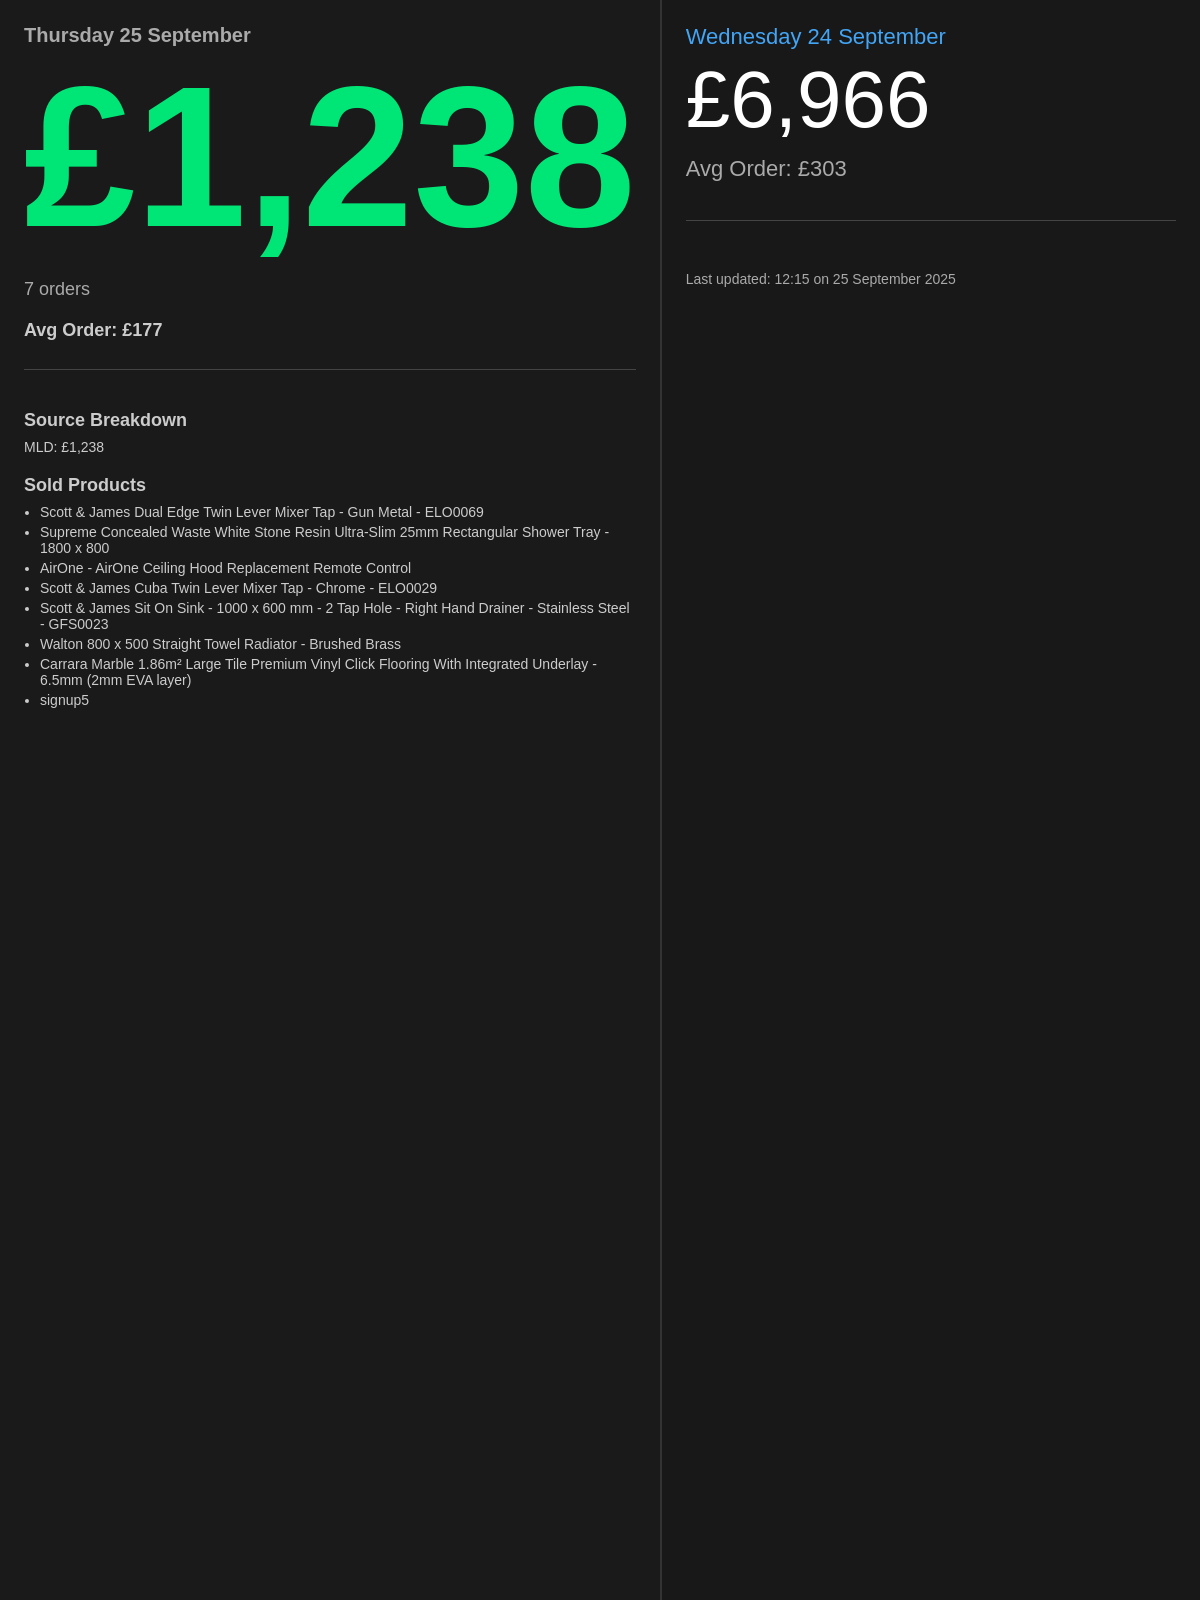 Thursday 25 September
£1,238
7 orders
Avg Order: £177
Source Breakdown
MLD: £1,238
Sold Products
• Scott & James Dual Edge Twin Lever Mixer Tap - Gun Metal - ELO0069
• Supreme Concealed Waste White Stone Resin Ultra-Slim 25mm Rectangular Shower Tray -
1800 x 800
• AirOne - AirOne Ceiling Hood Replacement Remote Control
• Scott & James Cuba Twin Lever Mixer Tap - Chrome - ELO0029
• Scott & James Sit On Sink - 1000 x 600 mm - 2 Tap Hole - Right Hand Drainer - Stainless Steel
- GFS0023
• Walton 800 x 500 Straight Towel Radiator - Brushed Brass
• Carrara Marble 1.86m² Large Tile Premium Vinyl Click Flooring With Integrated Underlay -
6.5mm (2mm EVA layer)
• signup5
Wednesday 24 September
£6,966
Avg Order: £303
Last updated: 12:15 on 25 September 2025